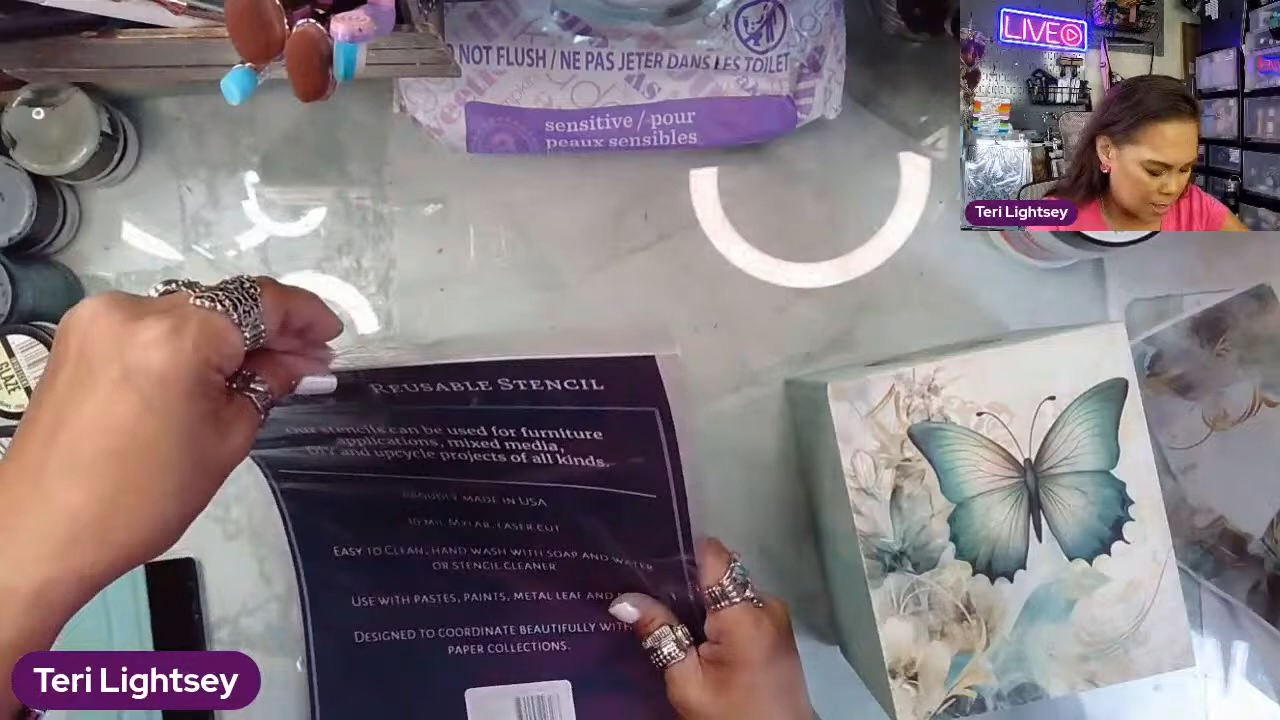 NOT FLUSH / NE PAS JETER DANS LES TOILET
sensitive / pour
peaux sensibles
LIVE
Teri Lightsey
GLAZE
REUSABLE STENCIL
Our stencils can be used for furniture
applications, mixed media,
DIY and upcycle projects of all kinds.
PROUDLY MADE IN USA
10 MIL MYLAR, LASER CUT
EASY TO CLEAN, HAND WASH WITH SOAP AND WATER
OR STENCIL CLEANER
USE WITH PASTES, PAINTS, METAL LEAF AND
DESIGNED TO COORDINATE BEAUTIFULLY WITH
PAPER COLLECTIONS.
Teri Lightsey